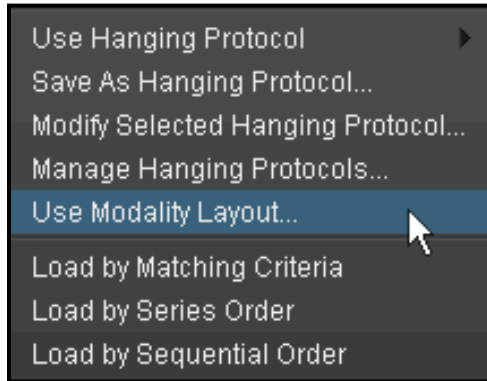 Use Hanging Protocol
Save As Hanging Protocol...
Modify Selected Hanging Protocol...
Manage Hanging Protocols...
Use Modality Layout...
Load by Matching Criteria
Load by Series Order
Load by Sequential Order